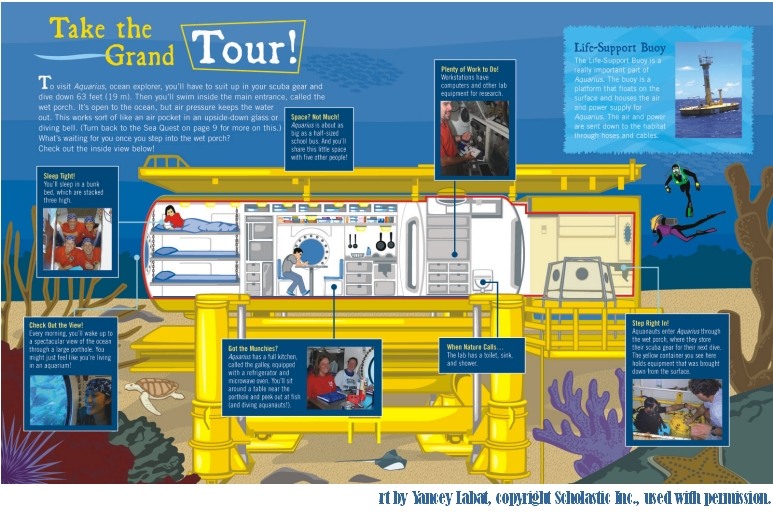 Take the
Grand
Tour!
To visit Aquarius, ocean explorer, you'll have to suit up in your scuba gear and
dive down 63 feet (19 m). Then you'll swim inside the main entrance, called the
wet porch. It's open to the ocean, but air pressure keeps the water
out. This works sort of like an air pocket in an upside-down glass or
diving bell. (Turn back to the Sea Quest on page 9 for more on this.)
What's waiting for you once you step into the wet porch?
Check out the inside view below!
Space? Not Much!
Aquarius is about as
big as a half-sized
school bus. And you'll
share this little space
with five other people!
Plenty of Work to Do!
Workstations have
computers and other lab
equipment for research.
Life-Support Buoy
The Life-Support Buoy is a
really important part of
Aquarius. The buoy is a
platform that floats on the
surface and houses the air
and power supply for
Aquarius. The air and power
are sent down to the habitat
through hoses and cables.
Sleep Tight!
You'll sleep in a bunk
bed, which are stacked
three high.
Check Out the View!
Every morning, you'll wake up to
a spectacular view of the ocean
through a large porthole. You
might just feel like you're living
in an aquarium!
Got the Munchies?
Aquarius has a full kitchen,
called the galley, equipped
with a refrigerator and
microwave oven. You'll sit
around a table near the
porthole and peek out at fish
(and diving aquanauts!).
When Nature Calls...
The lab has a toilet, sink,
and shower.
Step Right In!
Aquanauts enter Aquarius through
the wet porch, where they store
their scuba gear for their next dive.
The yellow container you see here
holds equipment that was brought
down from the surface.
rt by Yancey Labat, copyright Scholastic Inc., used with permission.